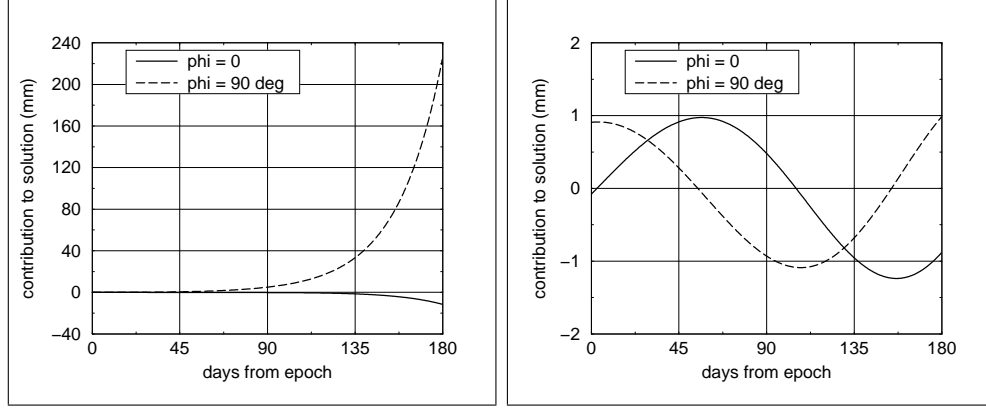 240
200
160
120
80
40
0
−40
contribution to solution (mm)
phi = 0
phi = 90 deg
0 45 90 135 180
days from epoch
2
1
0
−1
−2
contribution to solution (mm)
phi = 0
phi = 90 deg
0 45 90 135 180
days from epoch